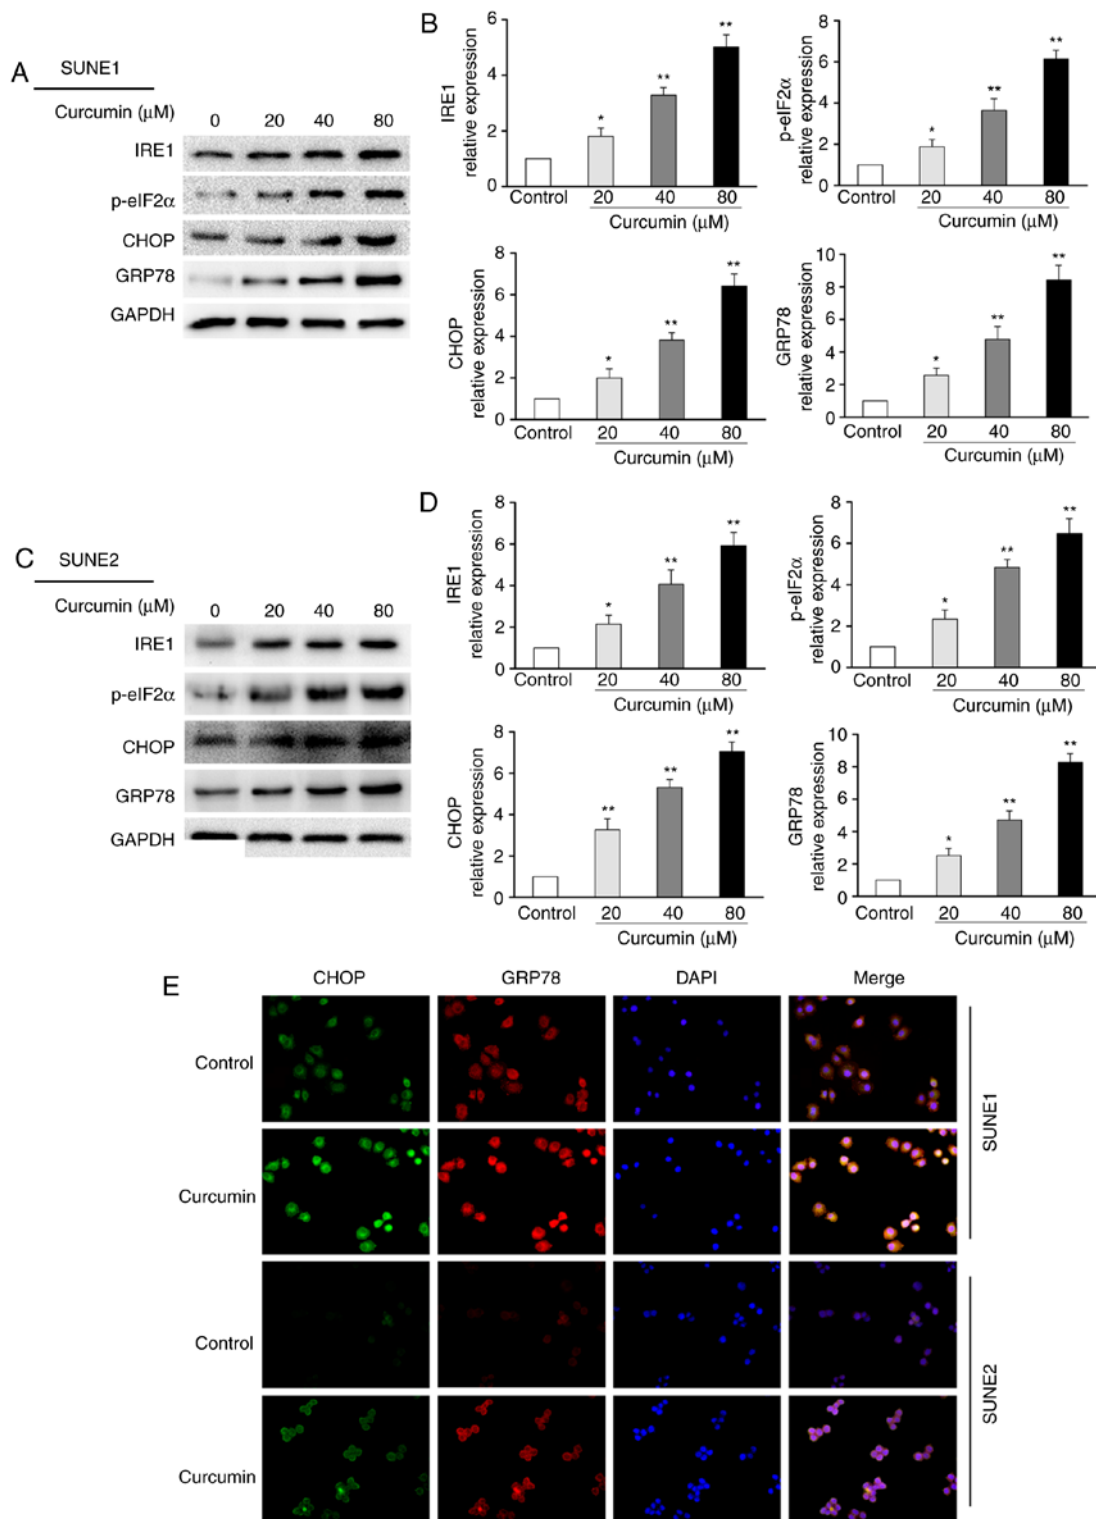 A
SUNE1
Curcumin (μM)
0 20 40 80
IRE1
p-eIF2α
CHOP
GRP78
GAPDH
B
IRE1
relative expression
6
4
2
0
*
**
**
Control 20 40 80
Curcumin (μM)
p-eIF2α
relative expression
8
6
4
2
0
*
**
**
Control 20 40 80
Curcumin (μM)
CHOP
relative expression
8
6
4
2
0
*
**
**
Control 20 40 80
Curcumin (μM)
GRP78
relative expression
10
8
6
4
2
0
*
**
**
Control 20 40 80
Curcumin (μM)
C
SUNE2
Curcumin (μM)
0 20 40 80
IRE1
p-eIF2α
CHOP
GRP78
GAPDH
D
IRE1
relative expression
8
6
4
2
0
*
**
**
Control 20 40 80
Curcumin (μM)
p-eIF2α
relative expression
8
6
4
2
0
*
**
**
Control 20 40 80
Curcumin (μM)
CHOP
relative expression
8
6
4
2
0
**
**
**
Control 20 40 80
Curcumin (μM)
GRP78
relative expression
10
8
6
4
2
0
*
**
**
Control 20 40 80
Curcumin (μM)
E
CHOP GRP78 DAPI Merge
Control
Curcumin
SUNE1
Control
Curcumin
SUNE2